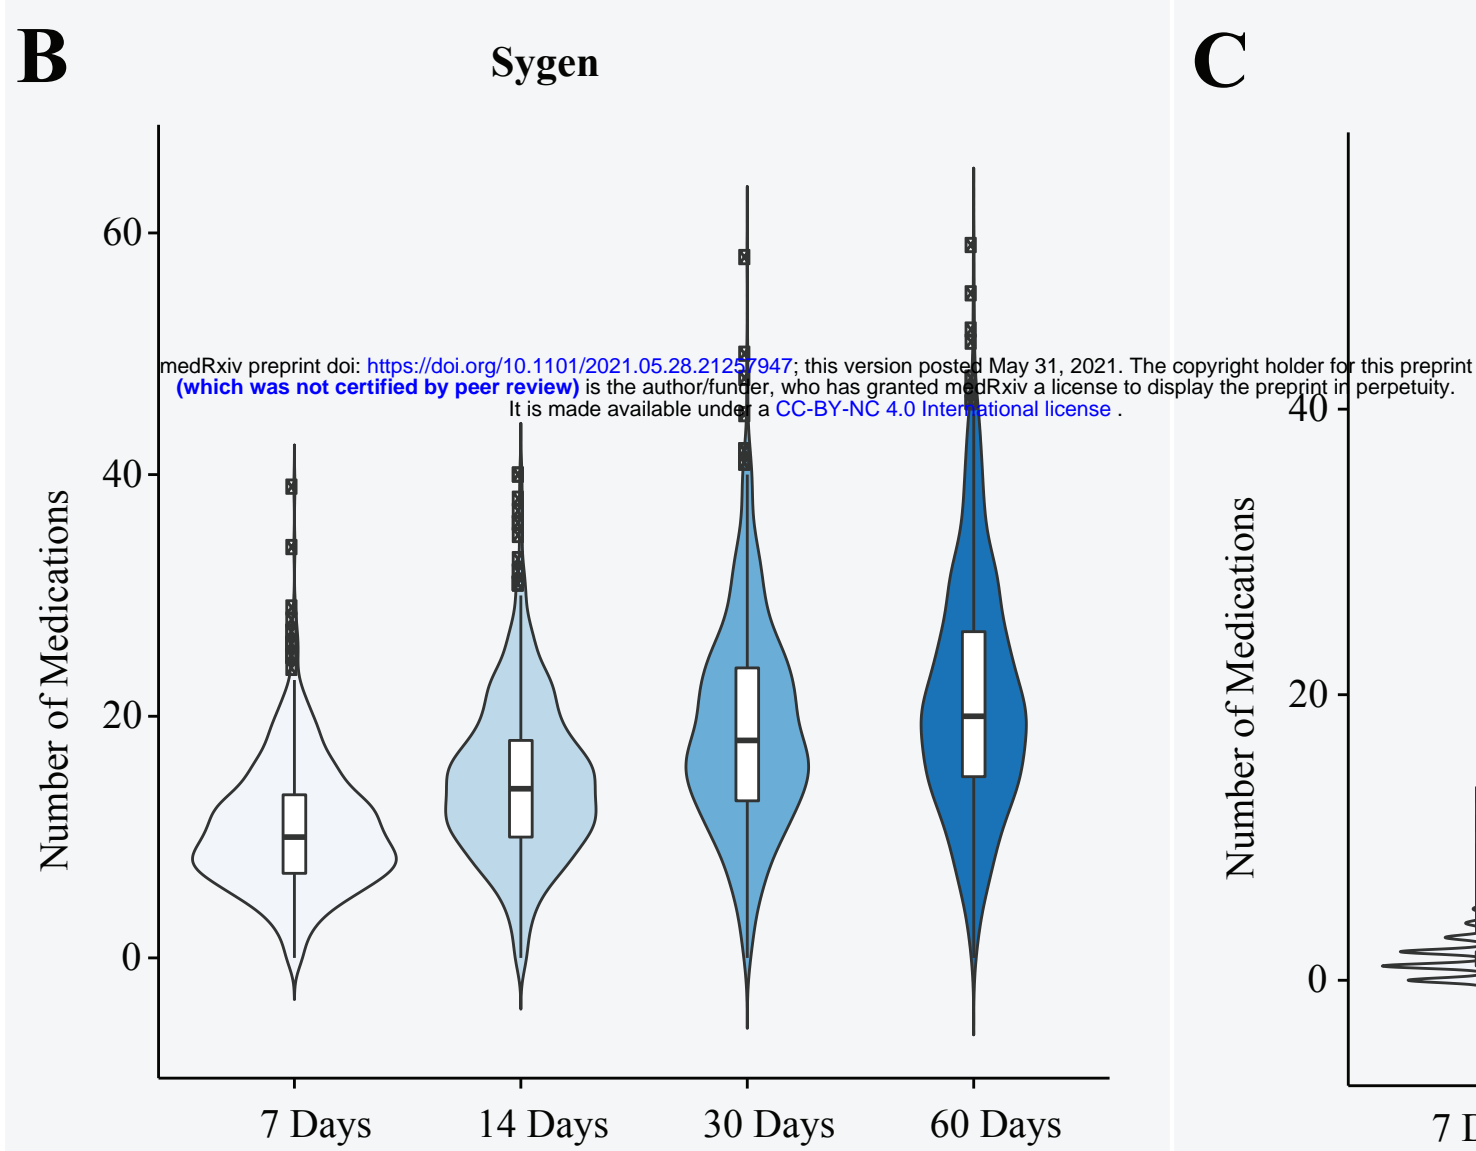 B
Sygen
C
60
medRxiv preprint doi: https://doi.org/10.1101/2021.05.28.21257947; this version posted May 31, 2021. The copyright holder for this preprint
(which was not certified by peer review) is the author/funder, who has granted medRxiv a license to display the preprint in perpetuity.
It is made available under a CC-BY-NC 4.0 International license .
40
20
0
Number of Medications
7 Days
14 Days
30 Days
60 Days
40
20
0
Number of Medications
7 D